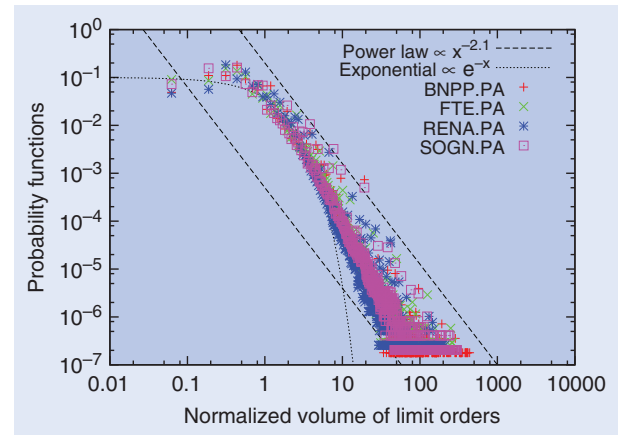 10⁰
10⁻¹
10⁻²
10⁻³
10⁻⁴
10⁻⁵
10⁻⁶
10⁻⁷
Probability functions
Power law ∝ x⁻²·¹
Exponential ∝ e⁻ˣ
BNPP.PA
FTE.PA
RENA.PA
SOGN.PA
0.01 0.1 1 10 100 1000 10000
Normalized volume of limit orders